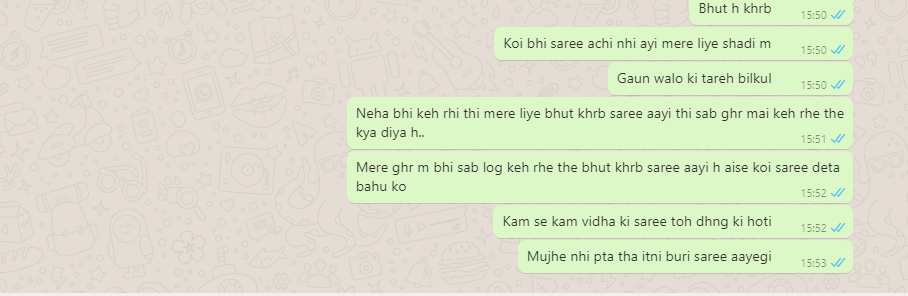 Bhut h khrb
15:50
Koi bhi saree achi nhi ayi mere liye shadi m
15:50
Gaun walo ki tareh bilkul
15:50
Neha bhi keh rhi thi mere liye bhut khrb saree aayi thi sab ghr mai keh rhe the
kya diya h..
15:51
Mere ghr m bhi sab log keh rhe the bhut khrb saree aayi h aise koi saree deta
bahu ko
15:52
Kam se kam vidha ki saree toh dhng ki hoti
15:52
Mujhe nhi pta tha itni buri saree aayegi
15:53